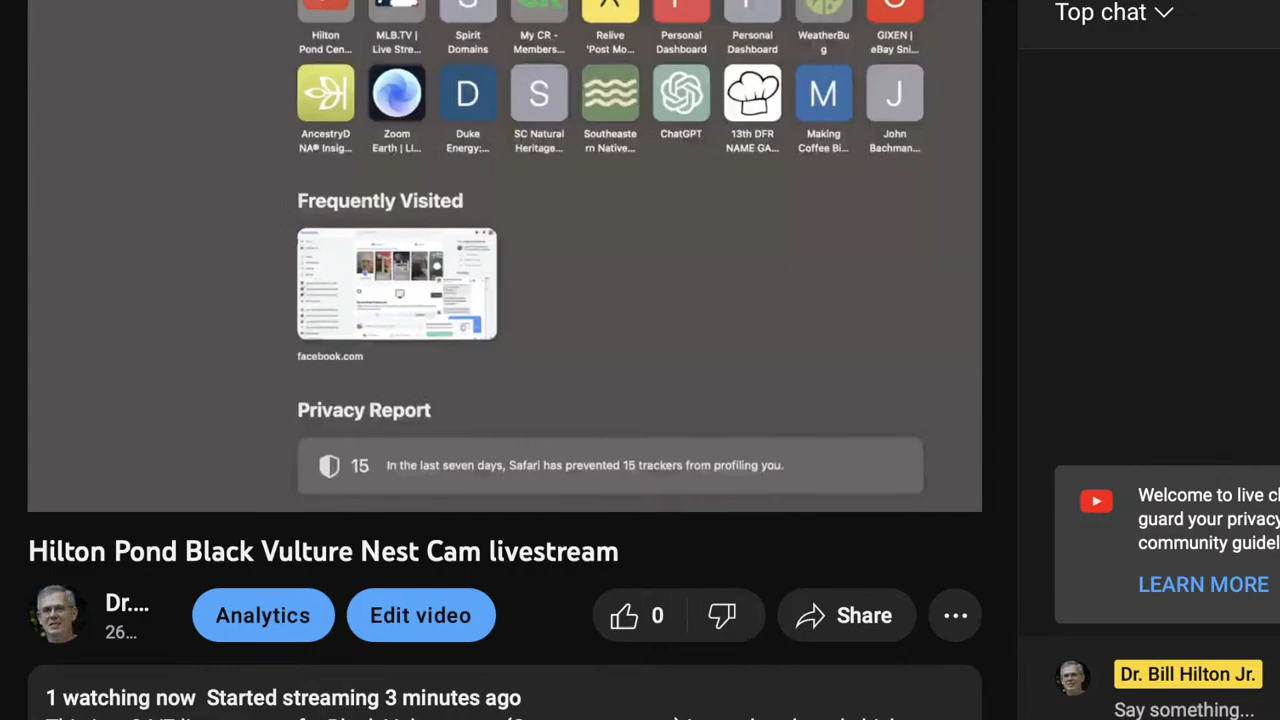 Top chat
Hilton
Pond Cen...
MLB.TV |
Live Stre...
Spirit
Domains
My CR -
Members...
Relive
'Post Mo...
Personal
Dashboard
Personal
Dashboard
WeatherBu
g
GIXEN |
eBay Sni...
D
S
M
J
AncestryD
NA® Insig...
Zoom
Earth | LI...
Duke
Energy:...
SC Natural
Heritage...
Southeaste
rn Native...
ChatGPT
13th DFR
NAME GA...
Making
Coffee Bi...
John
Bachman...
Frequently Visited
facebook.com
Privacy Report
15 In the last seven days, Safari has prevented 15 trackers from profiling you.
Hilton Pond Black Vulture Nest Cam livestream
Dr....
26...
Analytics
Edit video
0
Share
1 watching now Started streaming 3 minutes ago
Welcome to live c
guard your privacy
community guidel
LEARN MORE
Dr. Bill Hilton Jr.
Say something...